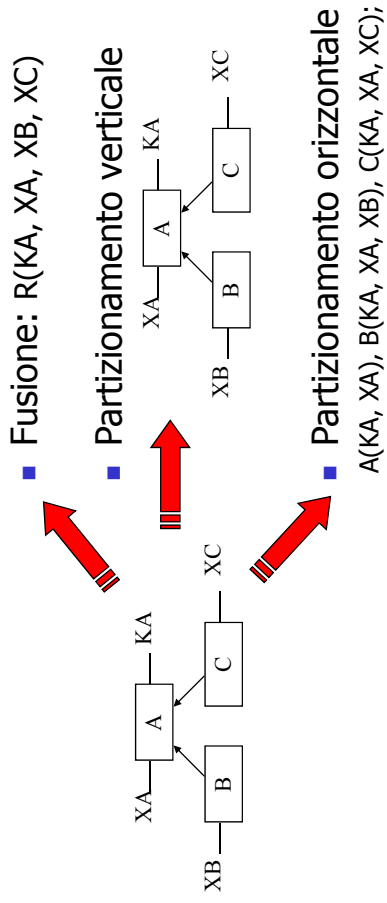 XA
KA
A
B
C
XB
XC
■ Fusione: R(KA, XA, XB, XC)
■ Partizionamento verticale
XA
KA
A
B
C
XB
XC
■ Partizionamento orizzontale
A(KA, XA), B(KA, XA, XB), C(KA, XA, XC);